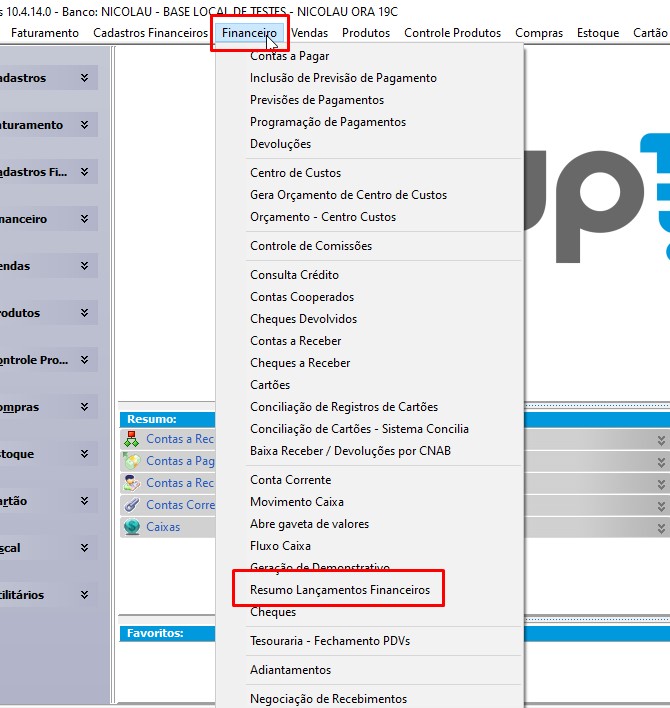 s 10.4.14.0 - Banco: NICOLAU - BASE LOCAL DE TESTES - NICOLAU ORA 19C
Faturamento Cadastros Financeiros Financeiro Vendas Produtos Controle Produtos Compras Estoque Cartão
Contas a Pagar
Inclusão de Previsão de Pagamento
Previsões de Pagamentos
Programação de Pagamentos
Devoluções
Centro de Custos
Gera Orçamento de Centro de Custos
Orçamento - Centro Custos
Controle de Comissões
Consulta Crédito
Contas Cooperados
Cheques Devolvidos
Contas a Receber
Cheques a Receber
Cartões
Conciliação de Registros de Cartões
Conciliação de Cartões - Sistema Concilia
Baixa Receber / Devoluções por CNAB
Conta Corrente
Movimento Caixa
Abre gaveta de valores
Fluxo Caixa
Geração de Demonstrativo
Resumo Lançamentos Financeiros
Cheques
Tesouraria - Fechamento PDVs
Adiantamentos
Negociação de Recebimentos
adastros
aturamento
adastros Fi...
nanceiro
endas
rodutos
ontrole Pro...
ompras
stoque
artão
scal
tilitários
Resumo:
Contas a Rec
Contas a Pag
Contas a Rec
Contas Corre
Caixas
Favoritos:
up